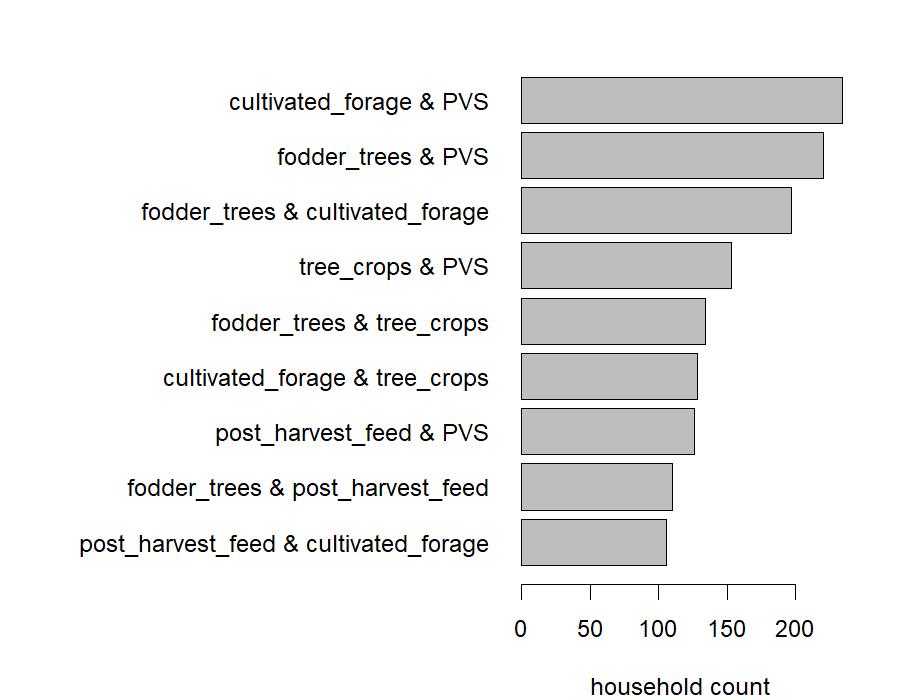 cultivated_forage & PVS
fodder_trees & PVS
fodder_trees & cultivated_forage
tree_crops & PVS
fodder_trees & tree_crops
cultivated_forage & tree_crops
post_harvest_feed & PVS
fodder_trees & post_harvest_feed
post_harvest_feed & cultivated_forage
0 50 100 150 200
household count